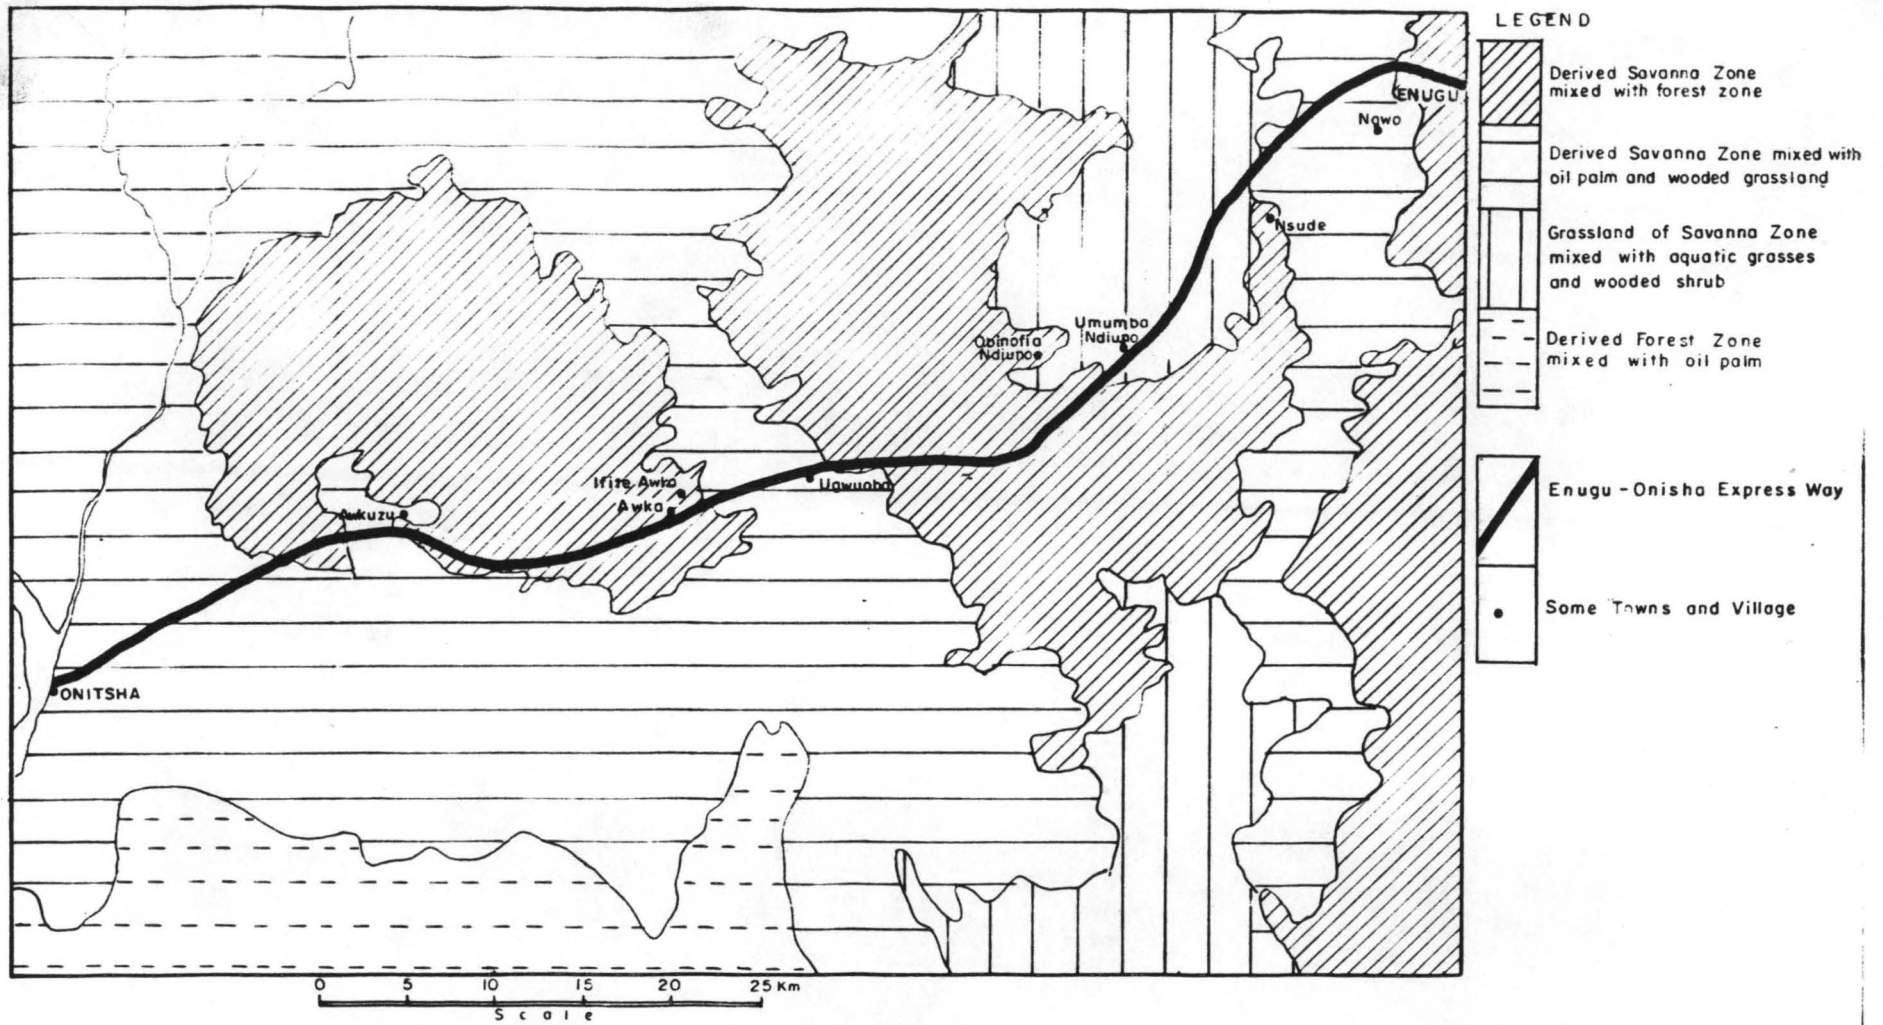 LEGEND
Derived Savanna Zone
mixed with forest zone
Derived Savanna Zone mixed with
oil palm and wooded grassland
Grassland of Savanna Zone
mixed with aquatic grasses
and wooded shrub
Derived Forest Zone
mixed with oil palm
Enugu - Onisha Express Way
Some Towns and Village
ENUGU
Ngwo
Nsude
Umumba
Ndiuno
Obinofia
Ndiuno
Ugwuoba
Ifite Awka
Awka
Awkuzu
ONITSHA
0 5 10 15 20 25 Km
Scale